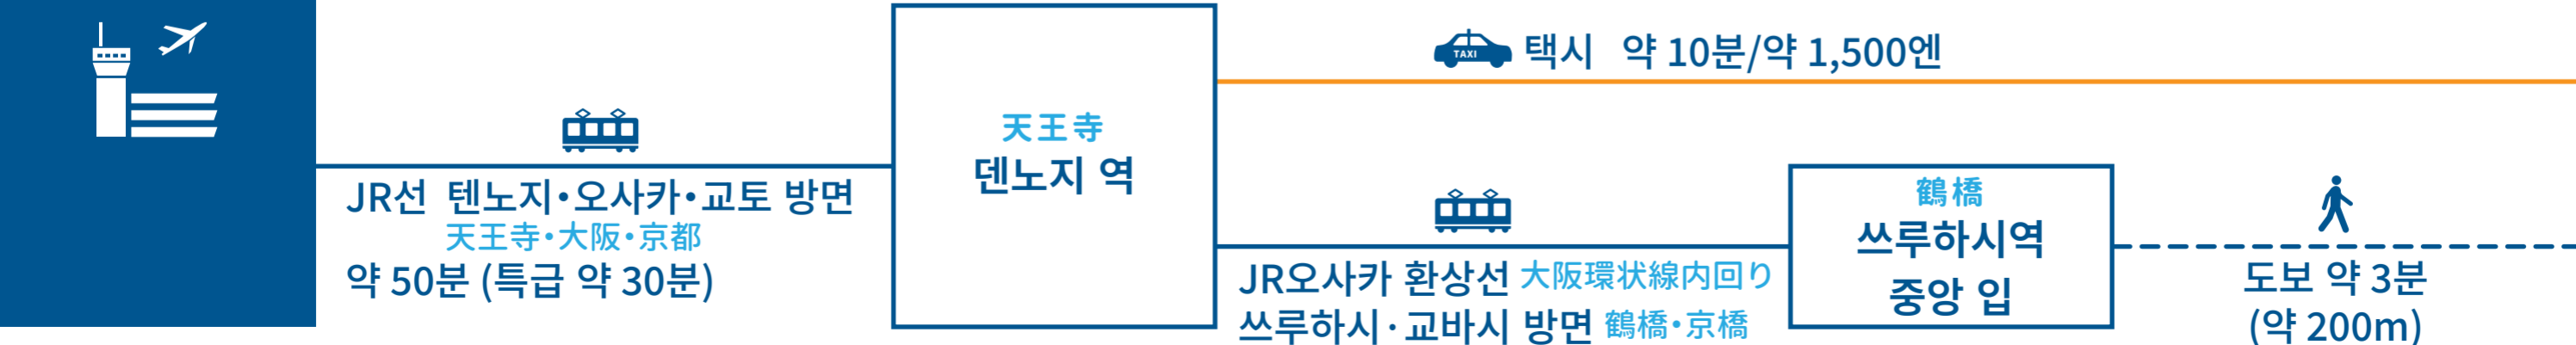 JR선 텐노지・오사카・교토 방면
天王寺・大阪・京都
약 50분 (특급 약 30분)
天王寺
덴노지 역
TAXI
택시 약 10분/약 1,500엔
JR오사카 환상선 大阪環状線内回り
쓰루하시・교바시 방면 鶴橋・京橋
鶴橋
쓰루하시역
중앙 입
도보 약 3분
(약 200m)